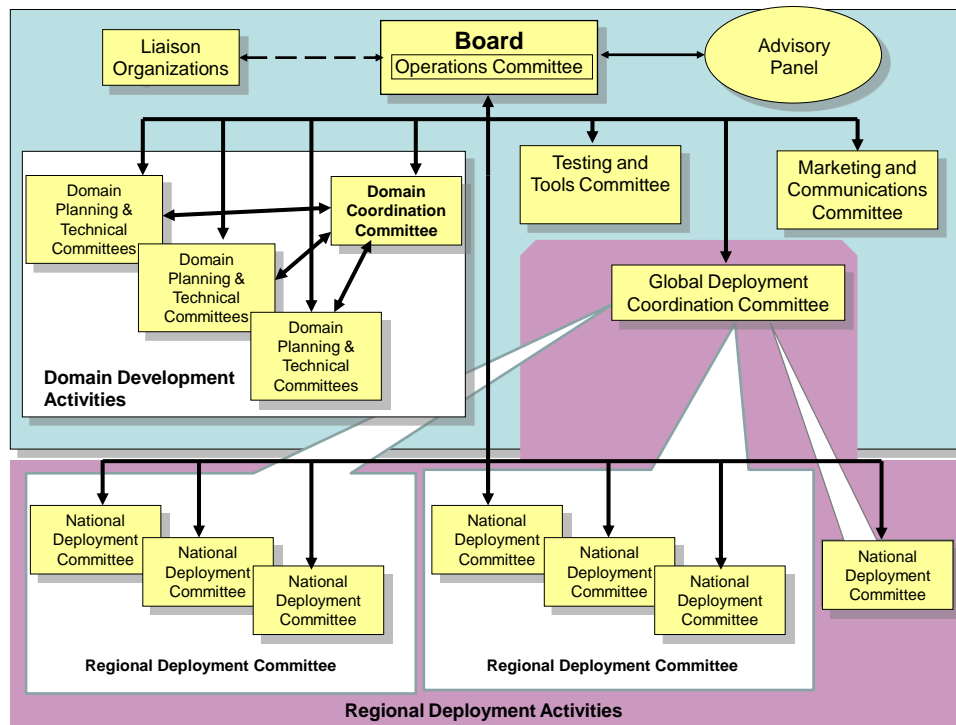 Liaison
Organizations
Board
Operations Committee
Advisory
Panel
Domain
Planning &
Technical
Committees
Domain
Coordination
Committee
Testing and
Tools Committee
Marketing and
Communications
Committee
Domain
Planning &
Technical
Committees
Global Deployment
Coordination Committee
Domain
Planning &
Technical
Committees
Domain Development
Activities
National
Deployment
Committee
National
Deployment
Committee
National
Deployment
Committee
Regional Deployment Committee
National
Deployment
Committee
National
Deployment
Committee
National
Deployment
Committee
Regional Deployment Committee
National
Deployment
Committee
Regional Deployment Activities